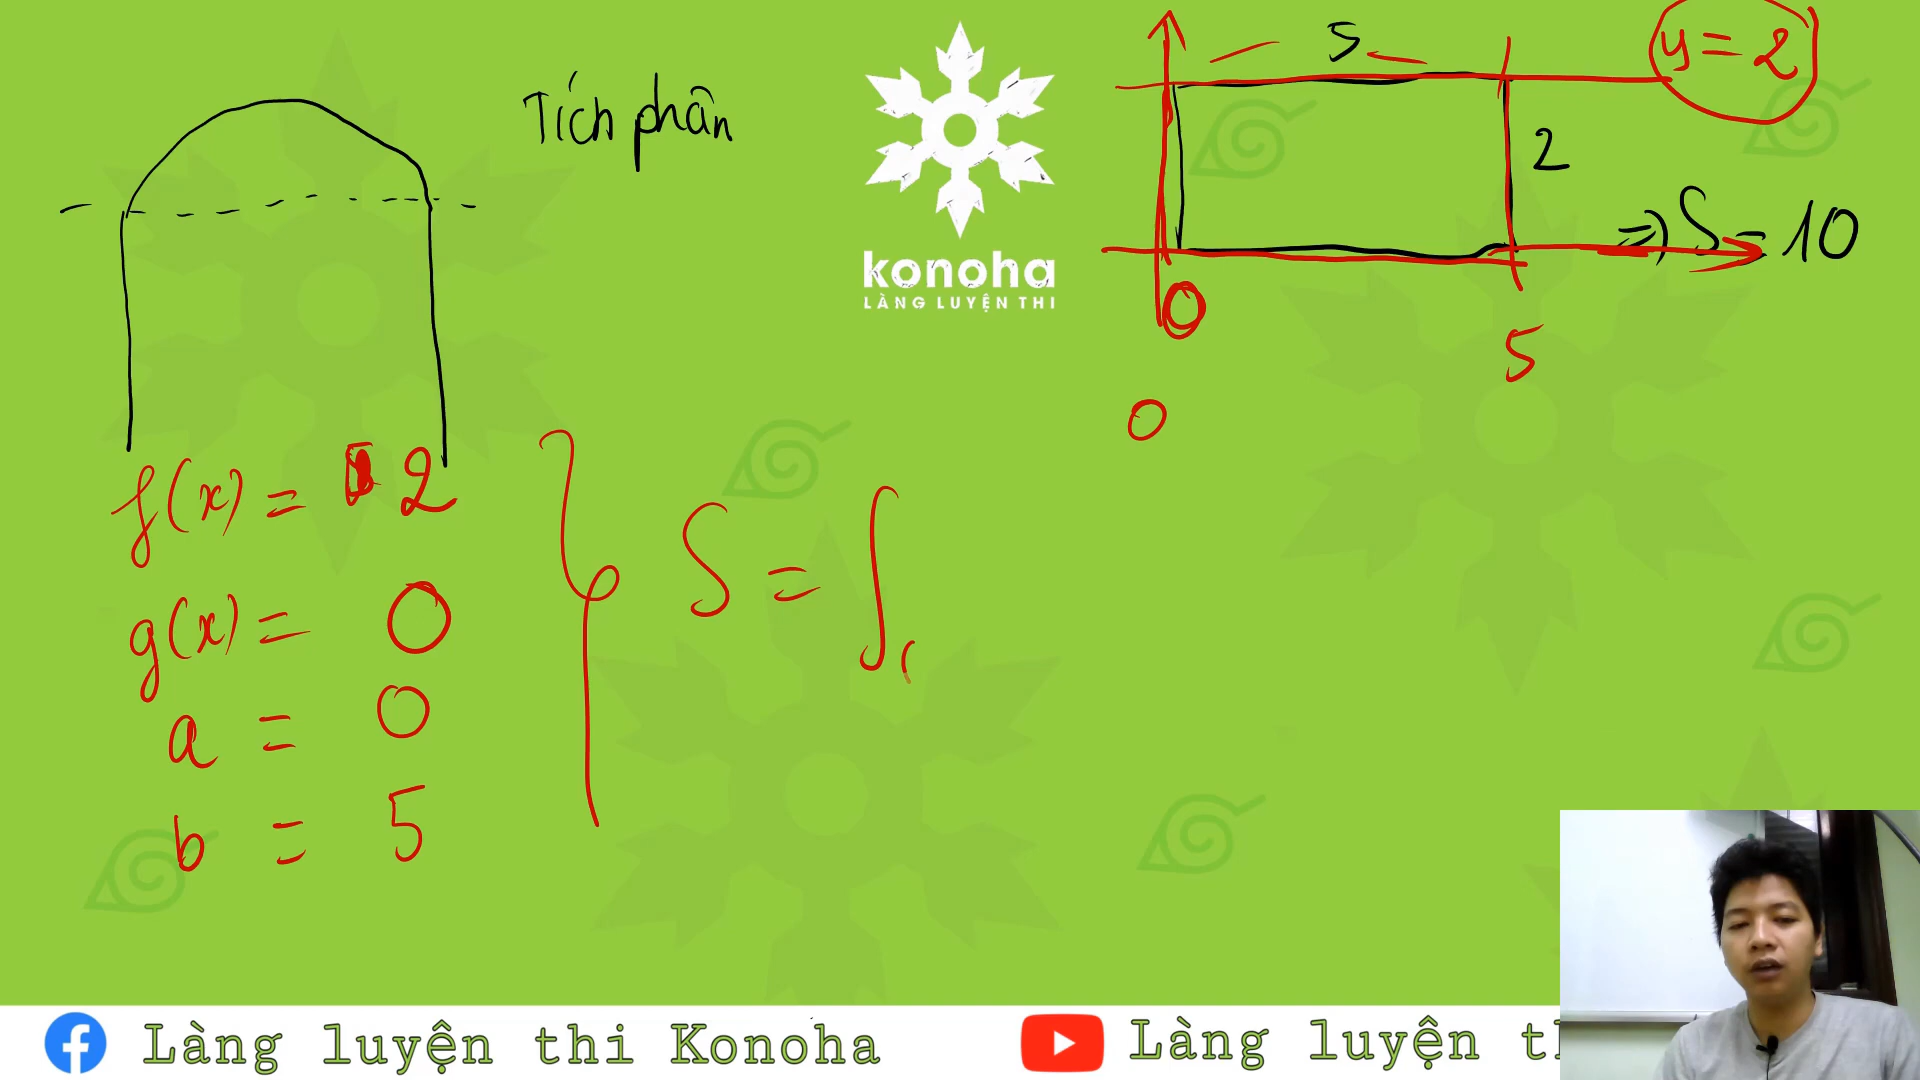 Tích phân
konoha
LÀNG LUYỆN THI
5
y = 2
2
=> S = 10
0
5
0
f(x) = 2
g(x) = 0
a = 0
b = 5
S = ∫
Làng luyện thi Konoha
Làng luyện t